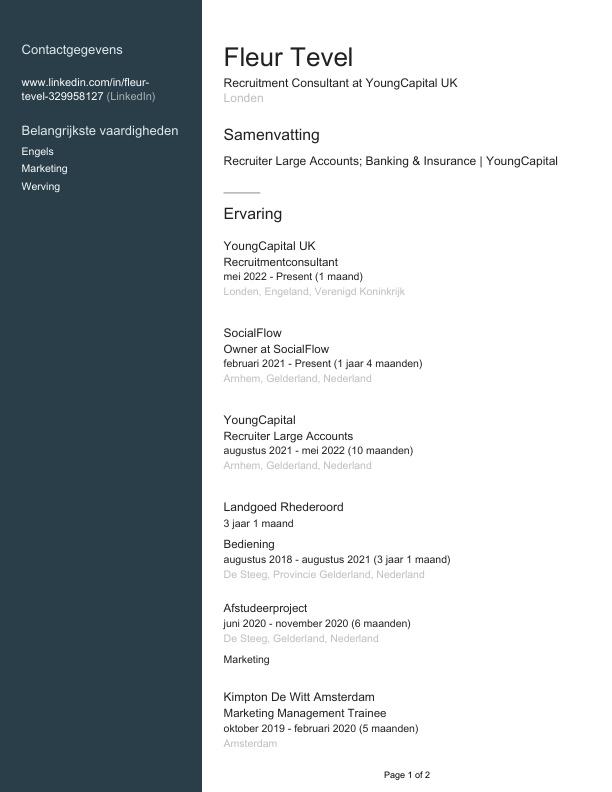 Contactgegevens
www.linkedin.com/in/fleur-
tevel-329958127 (LinkedIn)
Belangrijkste vaardigheden
Engels
Marketing
Werving
Fleur Tevel
Recruitment Consultant at YoungCapital UK
Londen
Samenvatting
Recruiter Large Accounts; Banking & Insurance | YoungCapital
Ervaring
YoungCapital UK
Recruitmentconsultant
mei 2022 - Present (1 maand)
Londen, Engeland, Verenigd Koninkrijk
SocialFlow
Owner at SocialFlow
februari 2021 - Present (1 jaar 4 maanden)
Arnhem, Gelderland, Nederland
YoungCapital
Recruiter Large Accounts
augustus 2021 - mei 2022 (10 maanden)
Arnhem, Gelderland, Nederland
Landgoed Rhederoord
3 jaar 1 maand
Bediening
augustus 2018 - augustus 2021 (3 jaar 1 maand)
De Steeg, Provincie Gelderland, Nederland
Afstudeerproject
juni 2020 - november 2020 (6 maanden)
De Steeg, Gelderland, Nederland
Marketing
Kimpton De Witt Amsterdam
Marketing Management Trainee
oktober 2019 - februari 2020 (5 maanden)
Amsterdam
Page 1 of 2